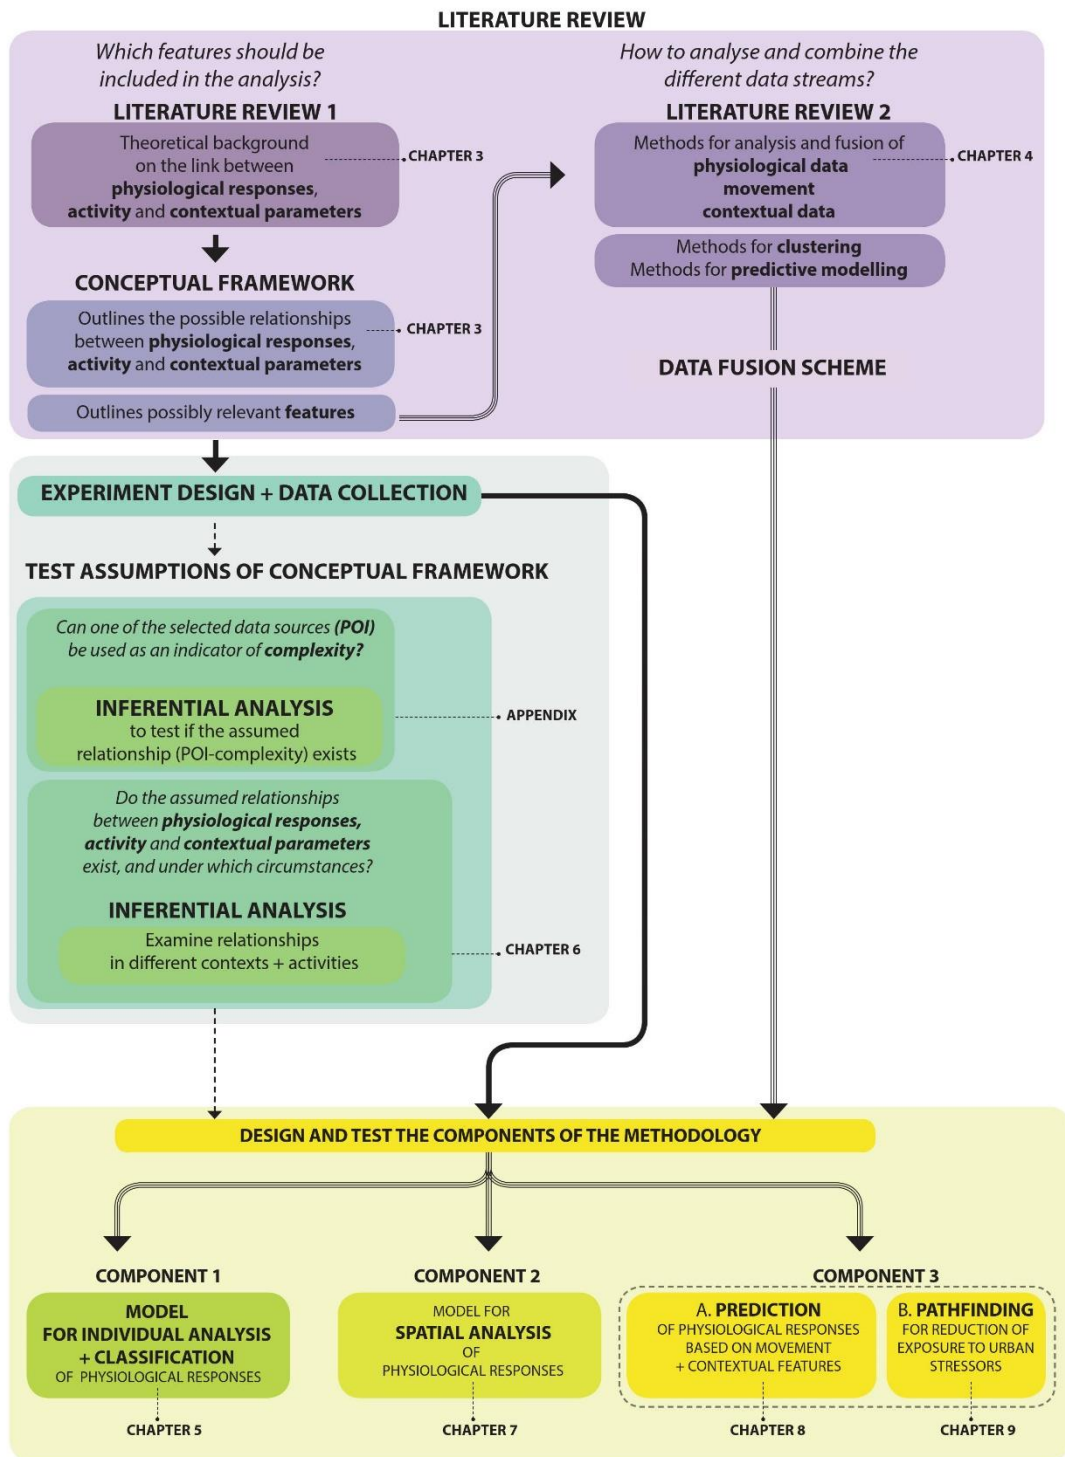 LITERATURE REVIEW
Which features should be
included in the analysis?
LITERATURE REVIEW 1
Theoretical background
on the link between
physiological responses,
activity and contextual parameters
CHAPTER 3
CONCEPTUAL FRAMEWORK
Outlines the possible relationships
between physiological responses,
activity and contextual parameters
CHAPTER 3
Outlines possibly relevant features
How to analyse and combine the
different data streams?
LITERATURE REVIEW 2
Methods for analysis and fusion of
physiological data
movement
contextual data
CHAPTER 4
Methods for clustering
Methods for predictive modelling
DATA FUSION SCHEME
EXPERIMENT DESIGN + DATA COLLECTION
TEST ASSUMPTIONS OF CONCEPTUAL FRAMEWORK
Can one of the selected data sources (POI)
be used as an indicator of complexity?
INFERENTIAL ANALYSIS
to test if the assumed
relationship (POI-complexity) exists
APPENDIX
Do the assumed relationships
between physiological responses,
activity and contextual parameters
exist, and under which circumstances?
INFERENTIAL ANALYSIS
Examine relationships
in different contexts + activities
CHAPTER 6
DESIGN AND TEST THE COMPONENTS OF THE METHODOLOGY
COMPONENT 1
MODEL
FOR INDIVIDUAL ANALYSIS
+ CLASSIFICATION
OF PHYSIOLOGICAL RESPONSES
CHAPTER 5
COMPONENT 2
MODEL FOR
SPATIAL ANALYSIS
OF
PHYSIOLOGICAL RESPONSES
CHAPTER 7
COMPONENT 3
A. PREDICTION
OF PHYSIOLOGICAL RESPONSES
BASED ON MOVEMENT
+ CONTEXTUAL FEATURES
CHAPTER 8
B. PATHFINDING
FOR REDUCTION OF
EXPOSURE TO URBAN
STRESSORS
CHAPTER 9